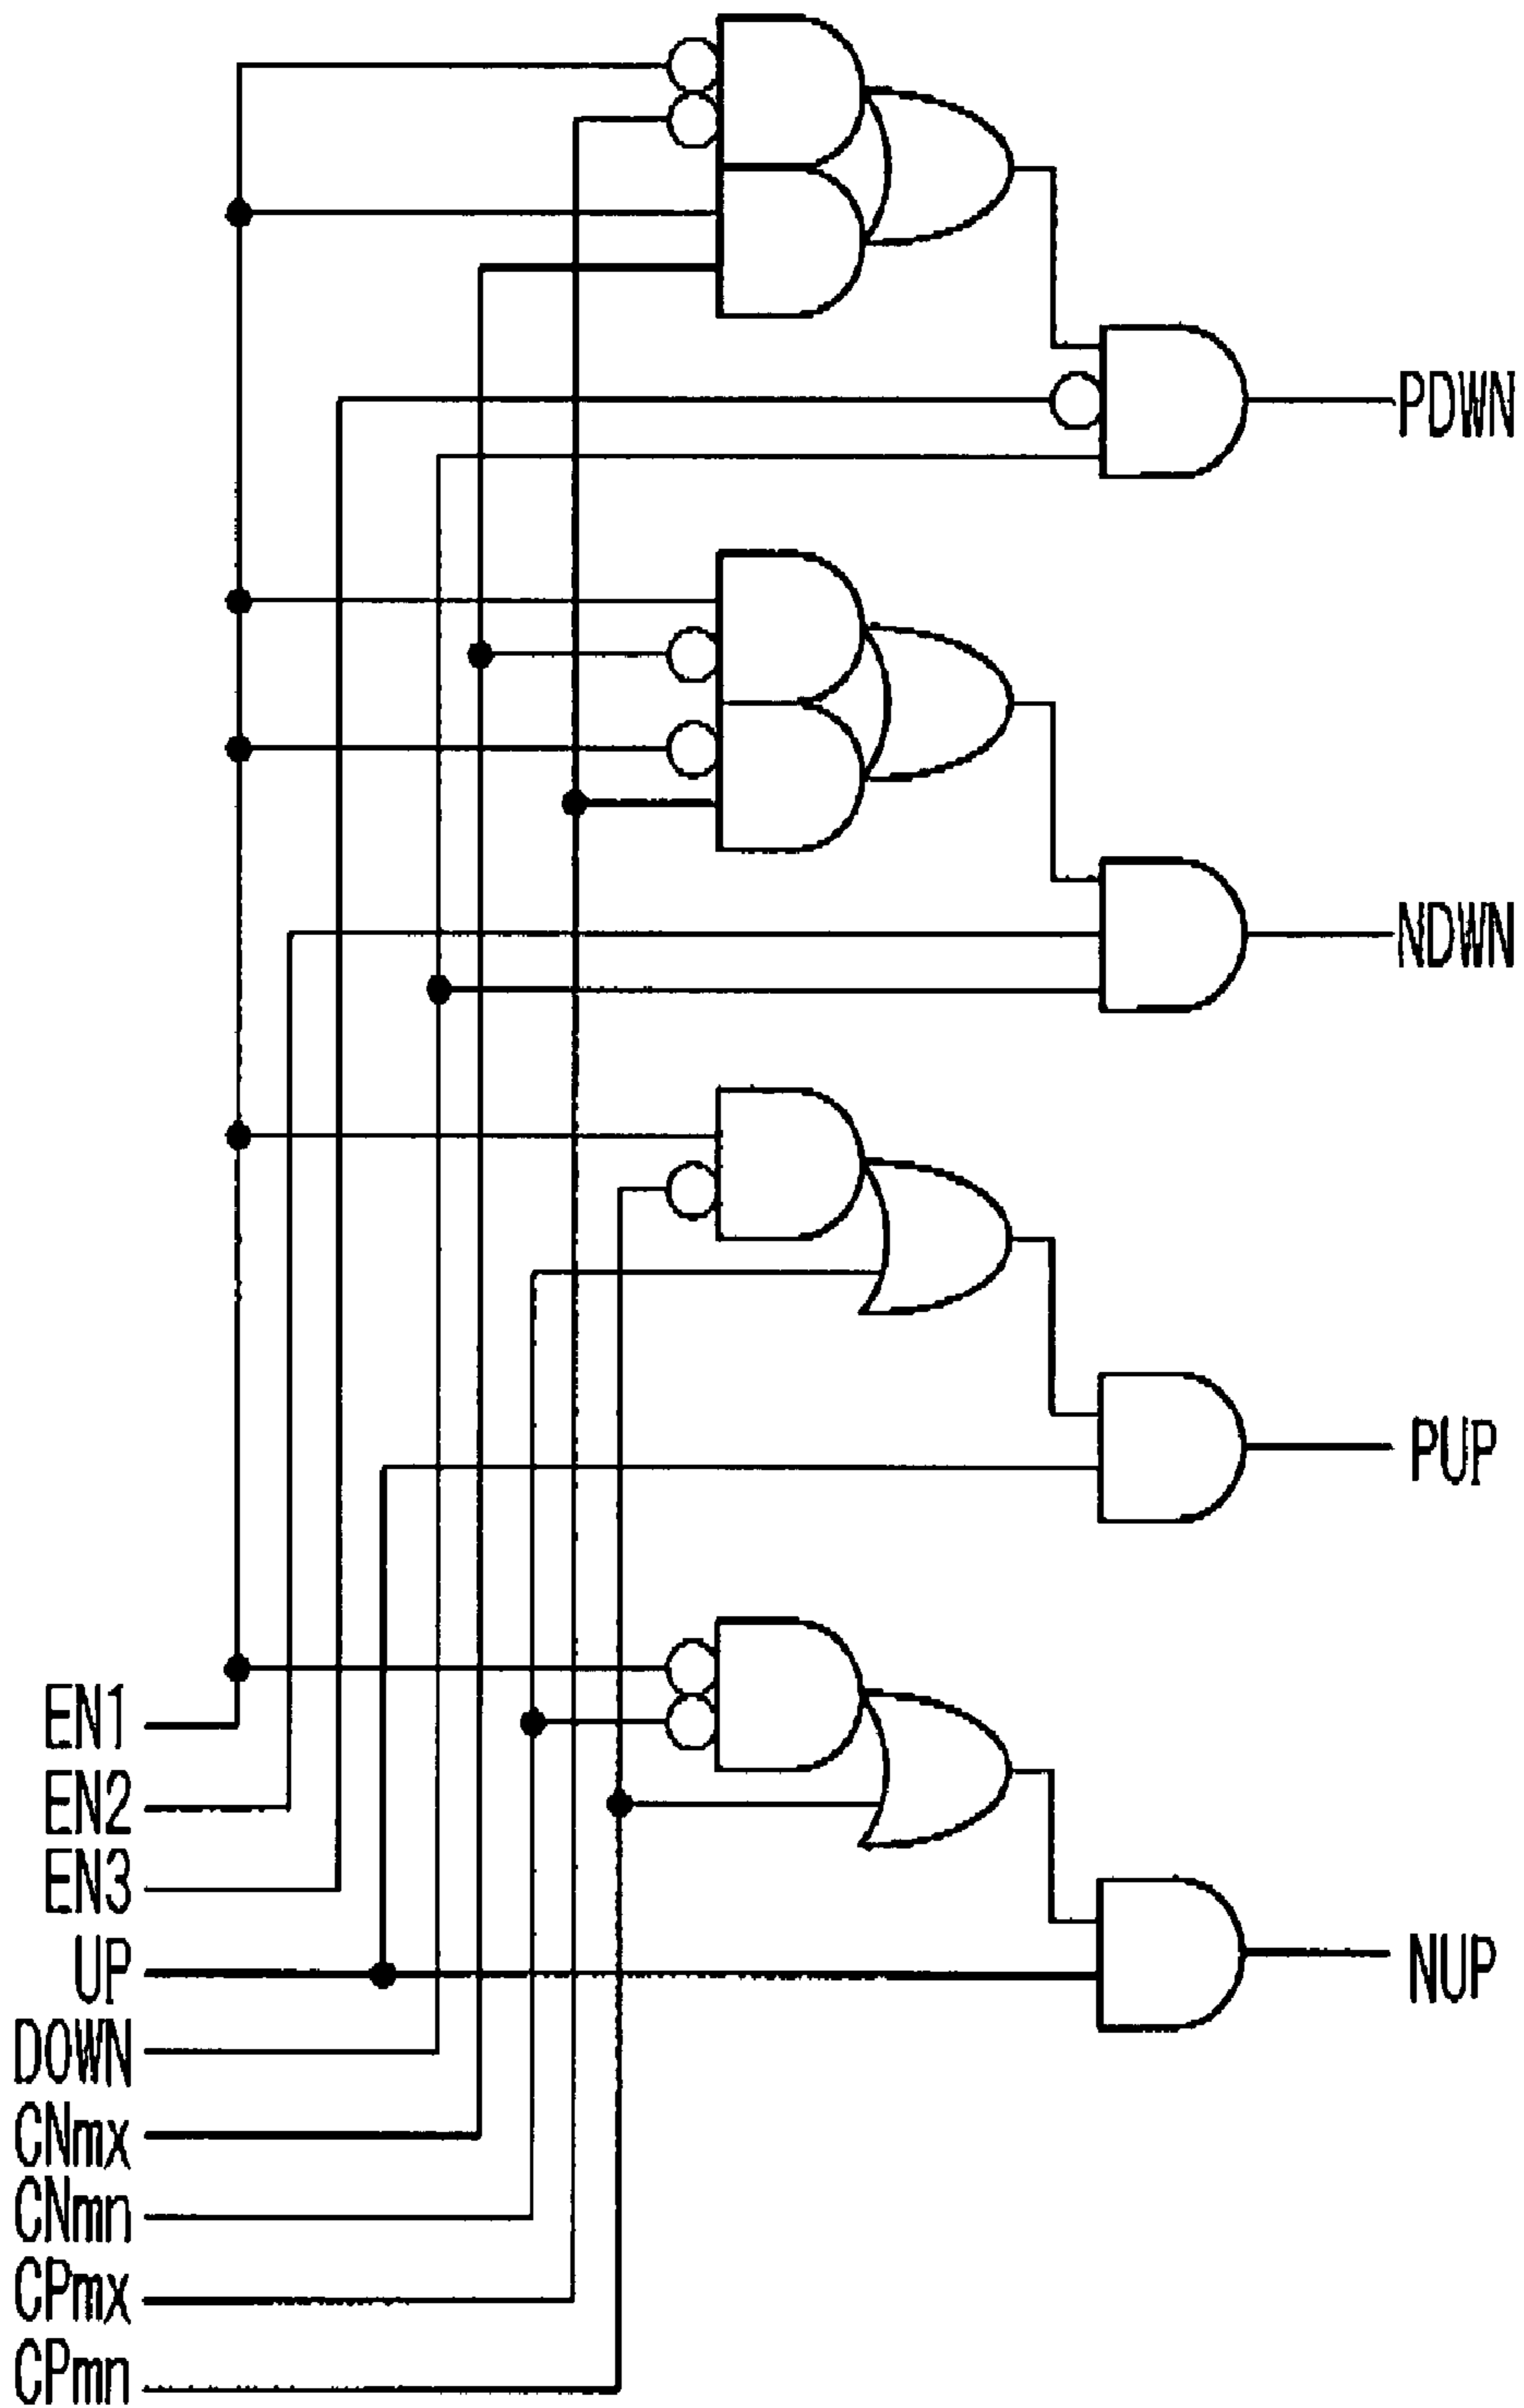 PDWN
NDWN
PUP
EN1
EN2
EN3
UP
NUP
DOWN
CNmx
CNmn
CPmx
CPmn